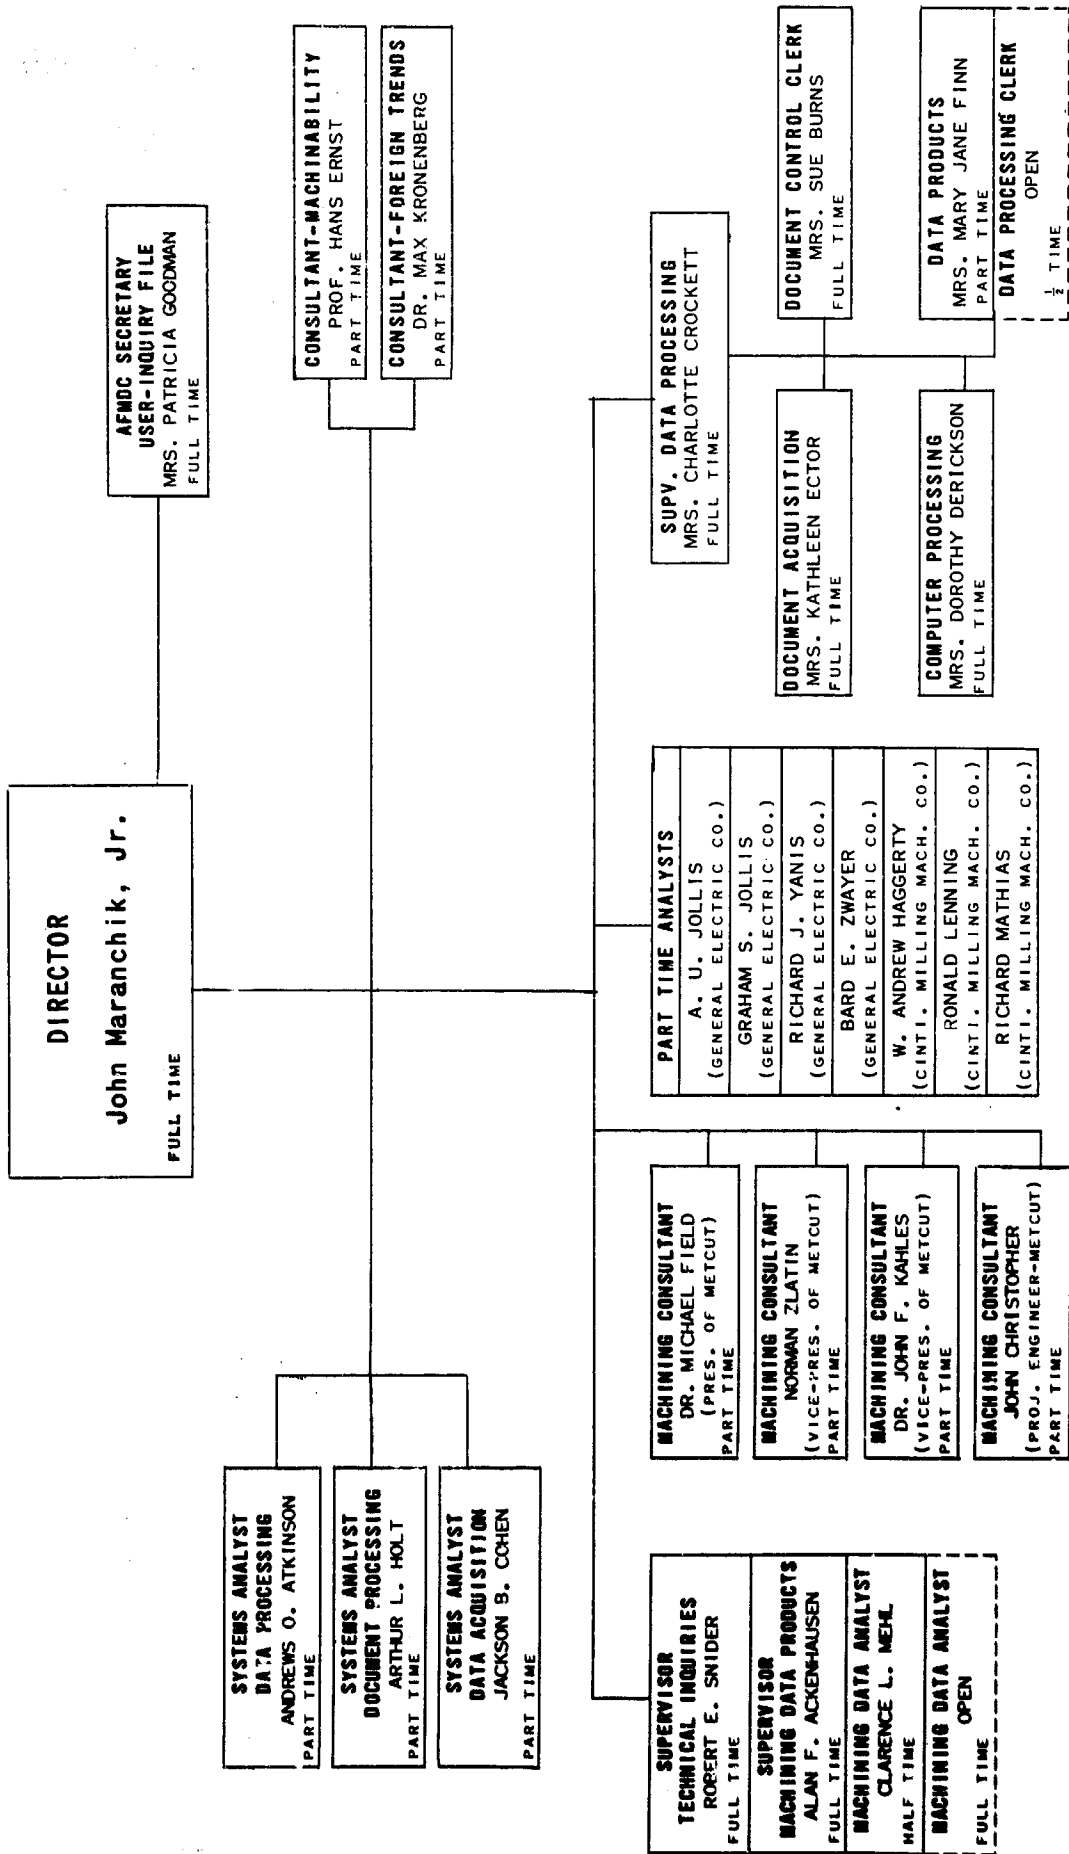 DIRECTOR
John Maranchik, Jr.
FULL TIME
AFMDC SECRETARY
USER-INQUIRY FILE
MRS. PATRICIA GOODMAN
FULL TIME
SYSTEMS ANALYST
DATA PROCESSING
ANDREWS O. ATKINSON
PART TIME
SYSTEMS ANALYST
DOCUMENT PROCESSING
ARTHUR L. HOLT
PART TIME
SYSTEMS ANALYST
DATA ACQUISITION
JACKSON B. COHEN
PART TIME
CONSULTANT-MACHINABILITY
PROF. HANS ERNST
PART TIME
CONSULTANT-FOREIGN TRENDS
DR. MAX KRONENBERG
PART TIME
SUPERVISOR
TECHNICAL INQUIRIES
ROBERT E. SNIDER
FULL TIME
SUPERVISOR
MACHINING DATA PRODUCTS
ALAN F. ACKENHAUSEN
FULL TIME
MACHINING DATA ANALYST
CLARENCE L. MEHL
HALF TIME
MACHINING DATA ANALYST
OPEN
FULL TIME
MACHINING CONSULTANT
DR. MICHAEL FIELD
(PRES. OF METCUT)
PART TIME
MACHINING CONSULTANT
NORMAN ZLATIN
(VICE-PRES. OF METCUT)
PART TIME
MACHINING CONSULTANT
DR. JOHN F. KAHLES
(VICE-PRES. OF METCUT)
PART TIME
MACHINING CONSULTANT
JOHN CHRISTOPHER
(PROJ. ENGINEER-METCUT)
PART TIME
PART TIME ANALYSTS
A. U. JOLLIS
(GENERAL ELECTRIC CO.)
GRAHAM S. JOLLIS
(GENERAL ELECTRIC CO.)
RICHARD J. YANIS
(GENERAL ELECTRIC CO.)
BARD E. ZWAYER
(GENERAL ELECTRIC CO.)
W. ANDREW HAGGERTY
(CINTI. MILLING MACH. CO.)
RONALD LENNING
(CINTI. MILLING MACH. CO.)
RICHARD MATHIAS
(CINTI. MILLING MACH. CO.)
SUPV. DATA PROCESSING
MRS. CHARLOTTE CROCKETT
FULL TIME
DOCUMENT ACQUISITION
MRS. KATHLEEN ECTOR
FULL TIME
DOCUMENT CONTROL CLERK
MRS. SUE BURNS
FULL TIME
COMPUTER PROCESSING
MRS. DOROTHY DERICKSON
FULL TIME
DATA PRODUCTS
MRS. MARY JANE FINN
PART TIME
DATA PROCESSING CLERK
OPEN
½ TIME